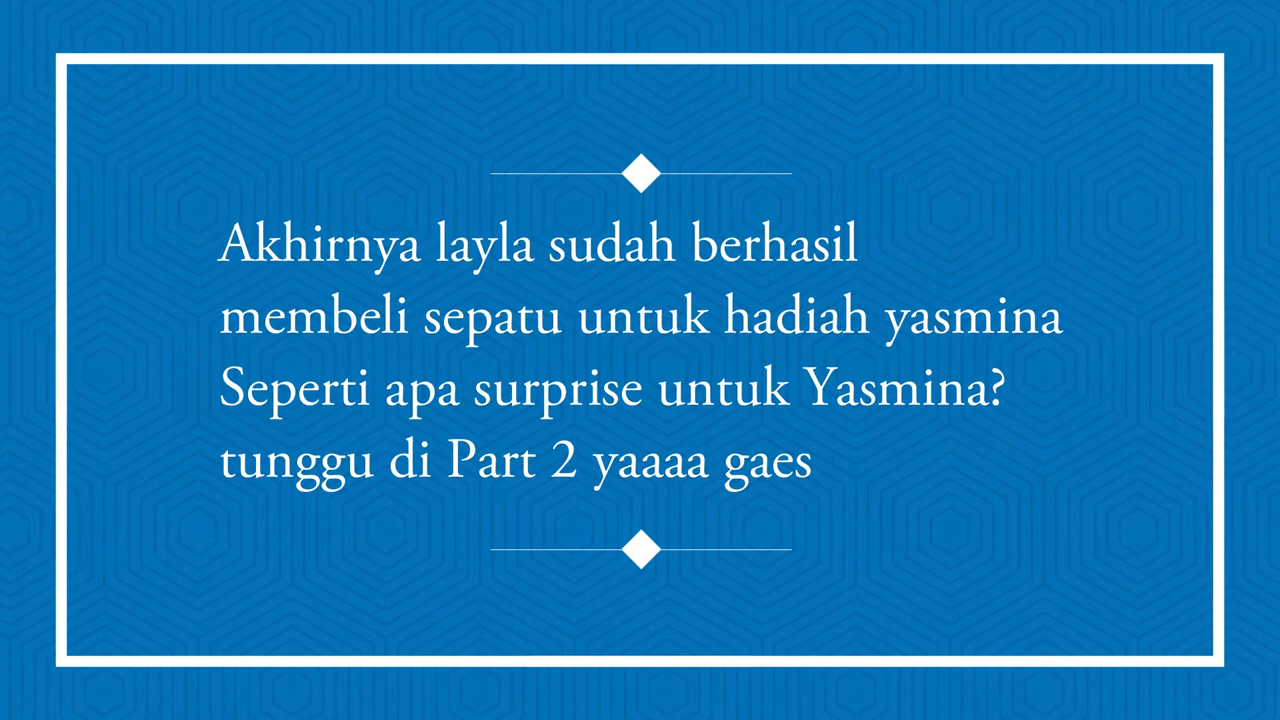 Akhirnya layla sudah berhasil
membeli sepatu untuk hadiah yasmina
Seperti apa surprise untuk Yasmina?
tunggu di Part 2 yaaaa gaes